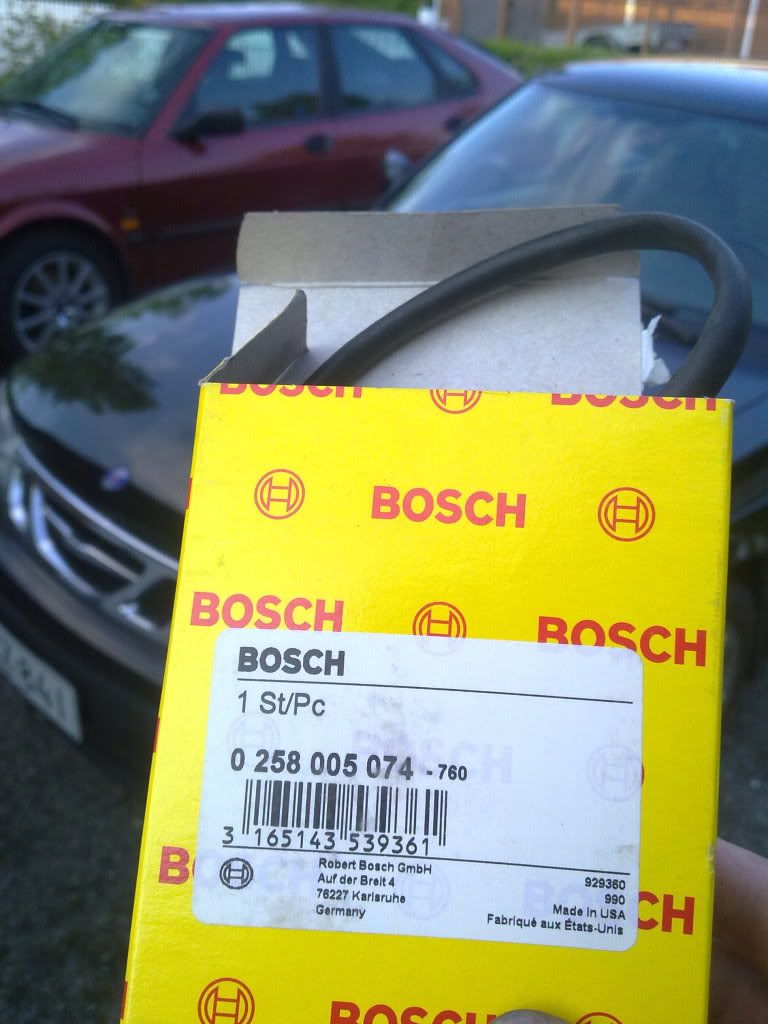 BOSCH
BOSCH
BOSCH
BOSCH
BOSCH
BOSCH
1 St/Pc
0 258 005 074 - 760
3 165143 539361
Robert Bosch GmbH
Auf der Breit 4
76227 Karlsruhe
Germany
929360
990
Made in USA
Fabriqué aux États-Unis
BOSCH